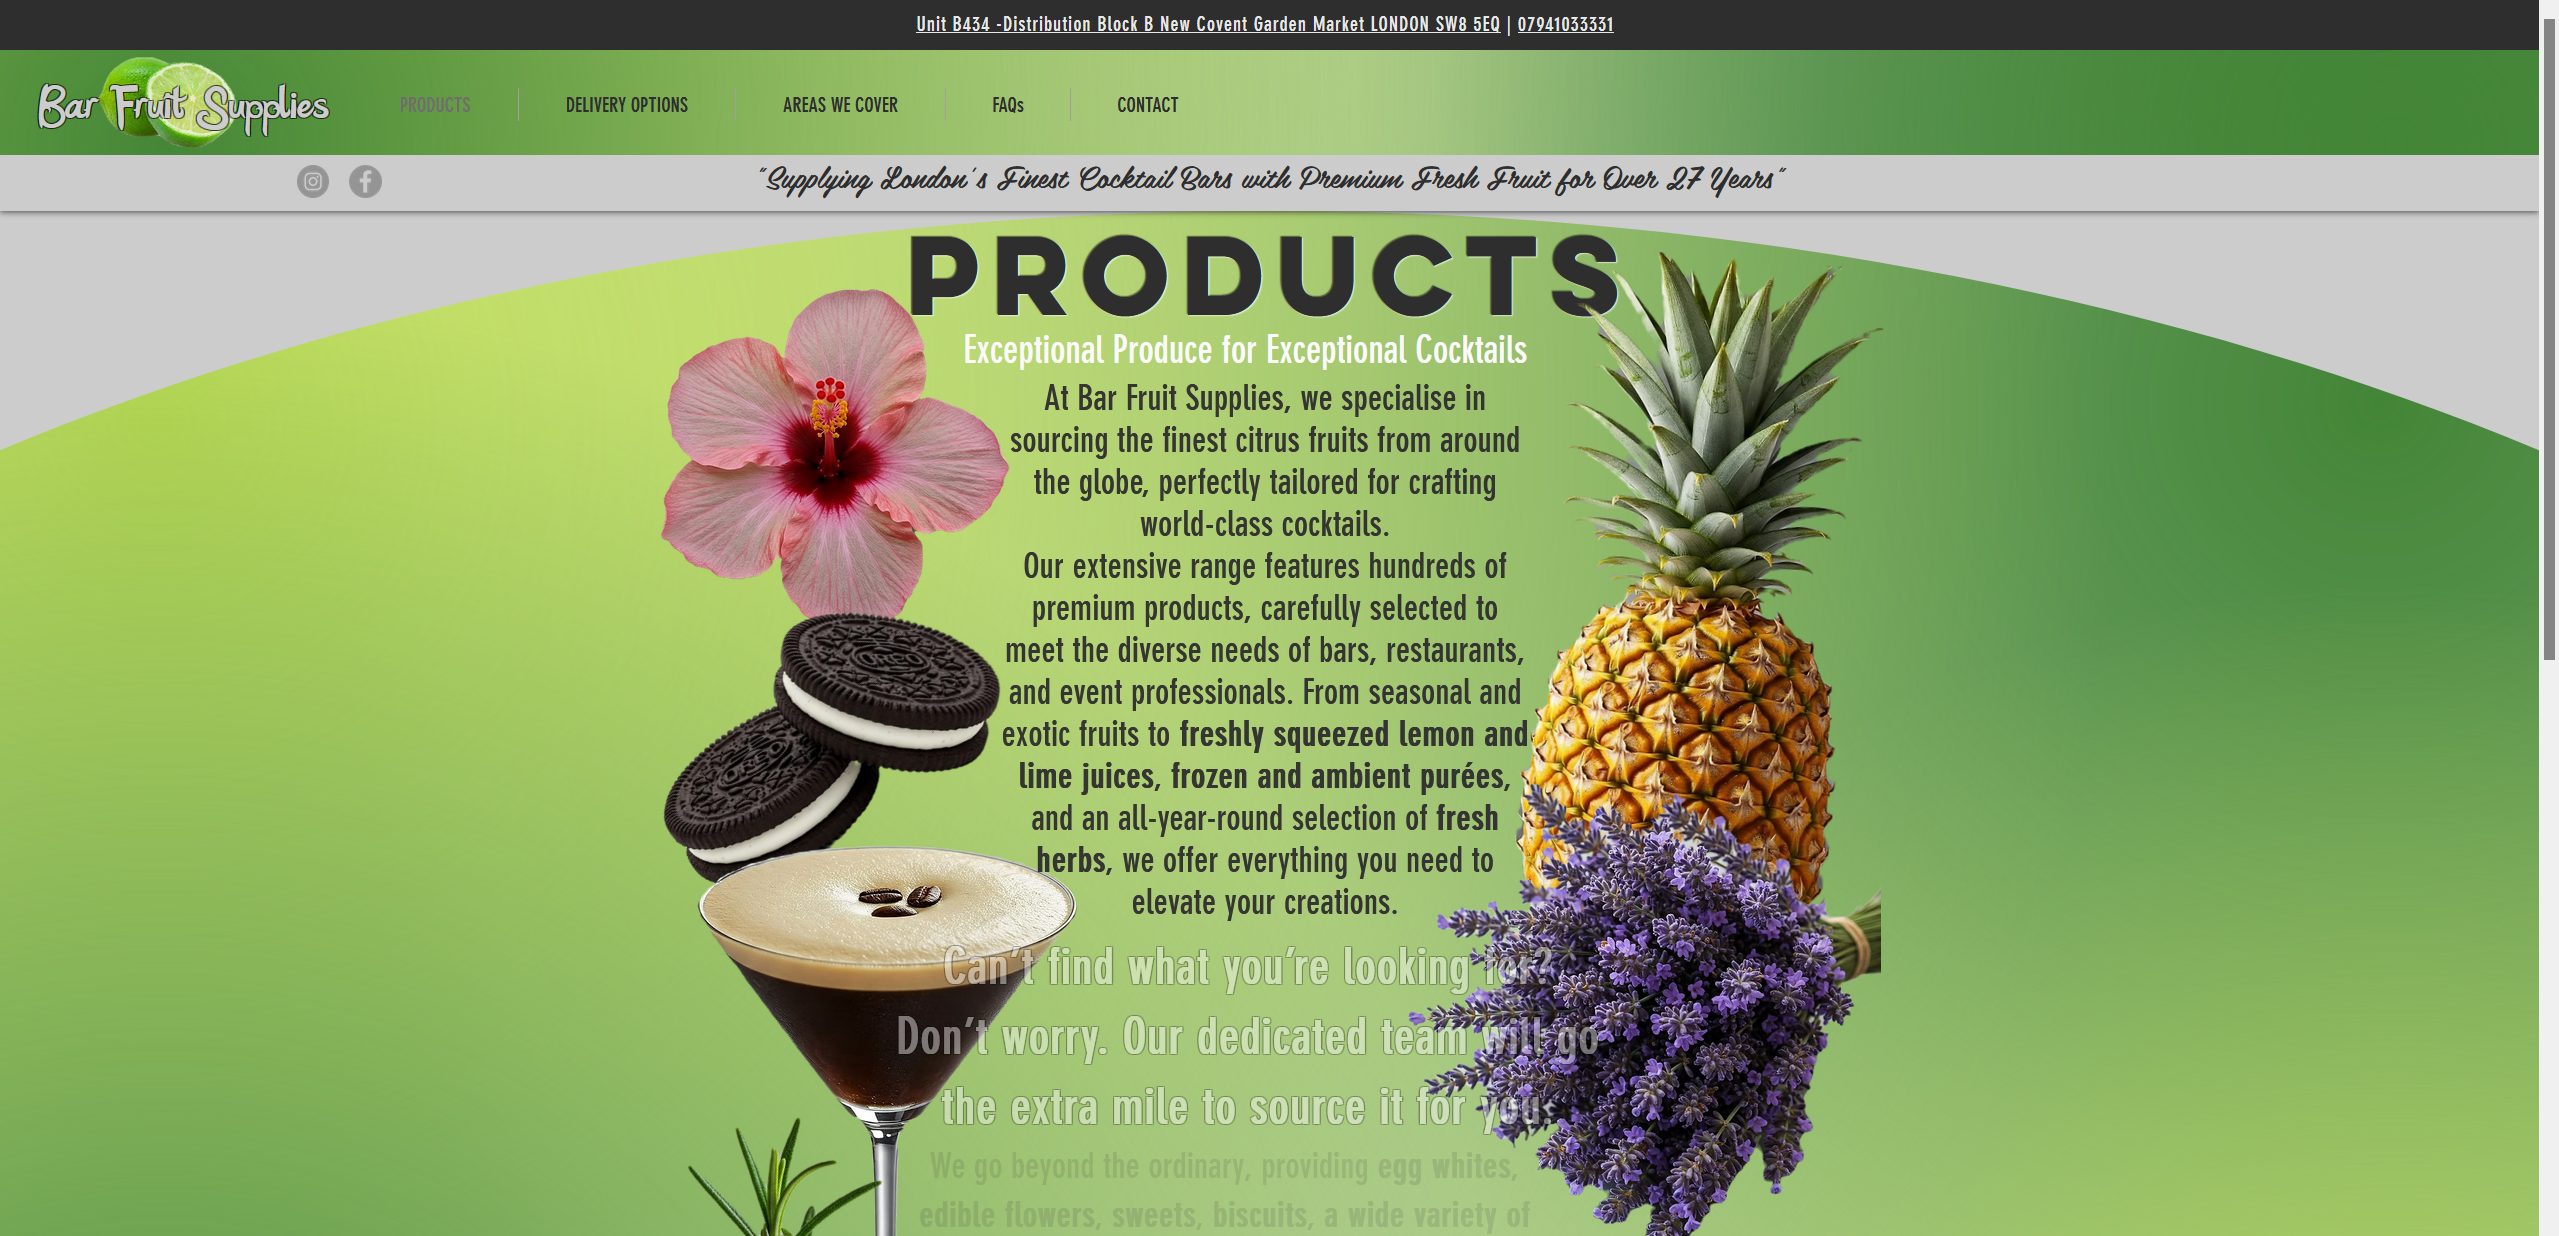 Unit B434 -Distribution Block B New Covent Garden Market LONDON SW8 5EQ | 07941033331
Bar Fruit Supplies
PRODUCTS
DELIVERY OPTIONS
AREAS WE COVER
FAQs
CONTACT
"Supplying London's Finest Cocktail Bars with Premium Fresh Fruit for Over 27 Years"
PRODUCTS
Exceptional Produce for Exceptional Cocktails
At Bar Fruit Supplies, we specialise in
sourcing the finest citrus fruits from around
the globe, perfectly tailored for crafting
world-class cocktails.
Our extensive range features hundreds of
premium products, carefully selected to
meet the diverse needs of bars, restaurants,
and event professionals. From seasonal and
exotic fruits to freshly squeezed lemon and
lime juices, frozen and ambient purées,
and an all-year-round selection of fresh
herbs, we offer everything you need to
elevate your creations.
Can't find what you're looking for?
Don't worry. Our dedicated team will go
the extra mile to source it for you.
We go beyond the ordinary, providing egg whites,
edible flowers, sweets, biscuits, a wide variety of
OREO
OREO